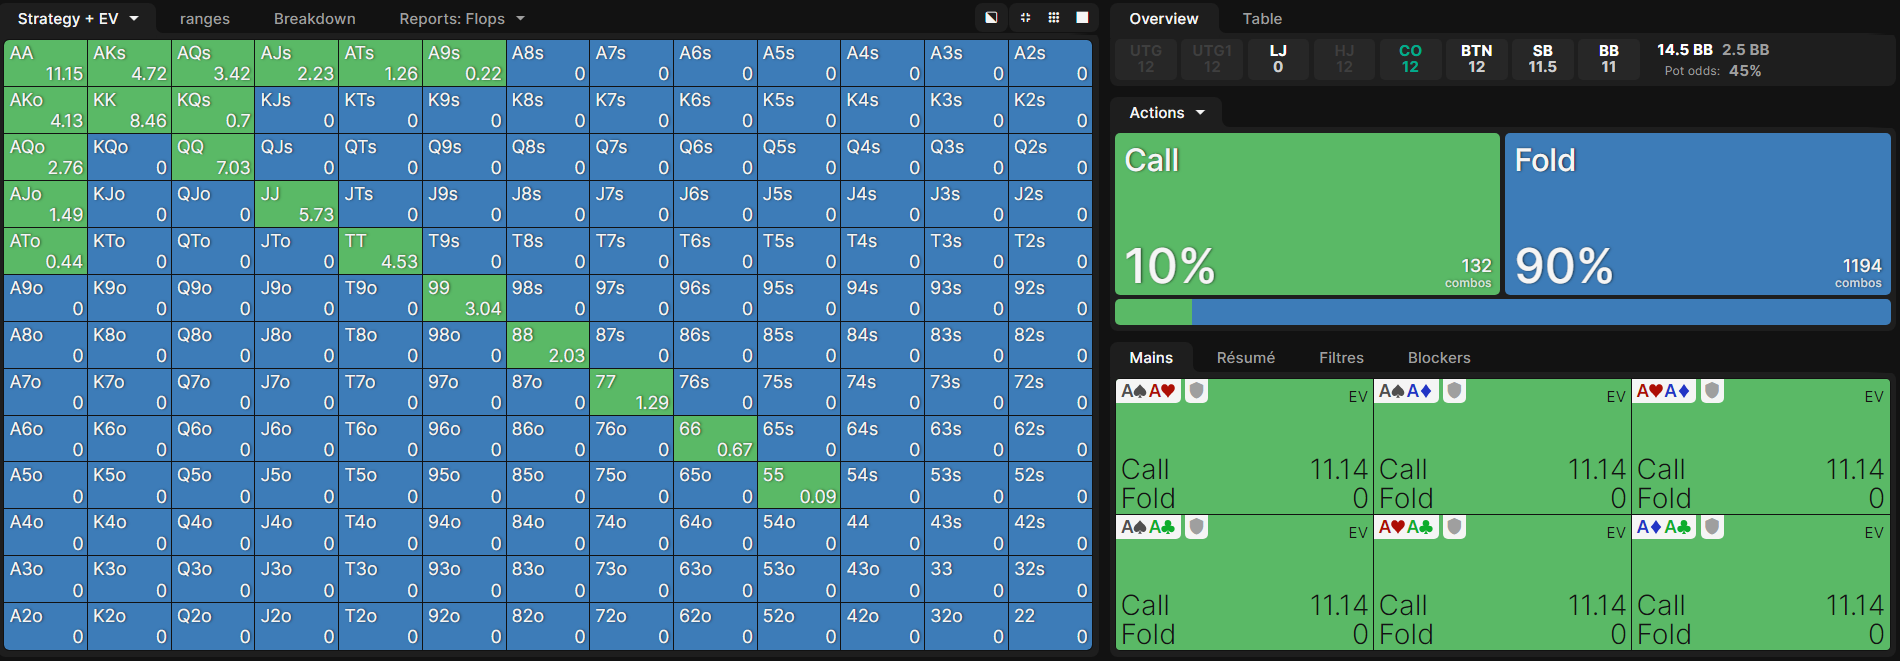 Strategy + EV ranges Breakdown Reports: Flops
AA 11.15 AKs 4.72 AQs 3.42 AJs 2.23 ATs 1.26 A9s 0.22 A8s 0 A7s 0 A6s 0 A5s 0 A4s 0 A3s 0 A2s 0
AKo 4.13 KK 8.46 KQs 0.7 KJs 0 KTs 0 K9s 0 K8s 0 K7s 0 K6s 0 K5s 0 K4s 0 K3s 0 K2s 0
AQo 2.76 KQo 0 QQ 7.03 QJs 0 QTs 0 Q9s 0 Q8s 0 Q7s 0 Q6s 0 Q5s 0 Q4s 0 Q3s 0 Q2s 0
AJo 1.49 KJo 0 QJo 0 JJ 5.73 JTs 0 J9s 0 J8s 0 J7s 0 J6s 0 J5s 0 J4s 0 J3s 0 J2s 0
ATo 0.44 KTo 0 QTo 0 JTo 0 TT 4.53 T9s 0 T8s 0 T7s 0 T6s 0 T5s 0 T4s 0 T3s 0 T2s 0
A9o 0 K9o 0 Q9o 0 J9o 0 T9o 0 99 3.04 98s 0 97s 0 96s 0 95s 0 94s 0 93s 0 92s 0
A8o 0 K8o 0 Q8o 0 J8o 0 T8o 0 98o 0 88 2.03 87s 0 86s 0 85s 0 84s 0 83s 0 82s 0
A7o 0 K7o 0 Q7o 0 J7o 0 T7o 0 97o 0 87o 0 77 1.29 76s 0 75s 0 74s 0 73s 0 72s 0
A6o 0 K6o 0 Q6o 0 J6o 0 T6o 0 96o 0 86o 0 76o 0 66 0.67 65s 0 64s 0 63s 0 62s 0
A5o 0 K5o 0 Q5o 0 J5o 0 T5o 0 95o 0 85o 0 75o 0 65o 0 55 0.09 54s 0 53s 0 52s 0
A4o 0 K4o 0 Q4o 0 J4o 0 T4o 0 94o 0 84o 0 74o 0 64o 0 54o 0 44 0 43s 0 42s 0
A3o 0 K3o 0 Q3o 0 J3o 0 T3o 0 93o 0 83o 0 73o 0 63o 0 53o 0 43o 0 33 0 32s 0
A2o 0 K2o 0 Q2o 0 J2o 0 T2o 0 92o 0 82o 0 72o 0 62o 0 52o 0 42o 0 32o 0 22 0
Overview Table
UTG UTG1 LJ HJ CO BTN SB BB 14.5 BB 2.5 BB
12 12 0 12 12 12 11.5 11 Pot odds: 45%
Actions
Call Fold
10% 132 combos 90% 1194 combos
Mains Résumé Filtres Blockers
A♠A♥ EV A♠A♦ EV A♥A♦ EV
Call 11.14 Call 11.14 Call 11.14
Fold 0 Fold 0 Fold 0
A♠A♣ EV A♥A♣ EV A♦A♣ EV
Call 11.14 Call 11.14 Call 11.14
Fold 0 Fold 0 Fold 0